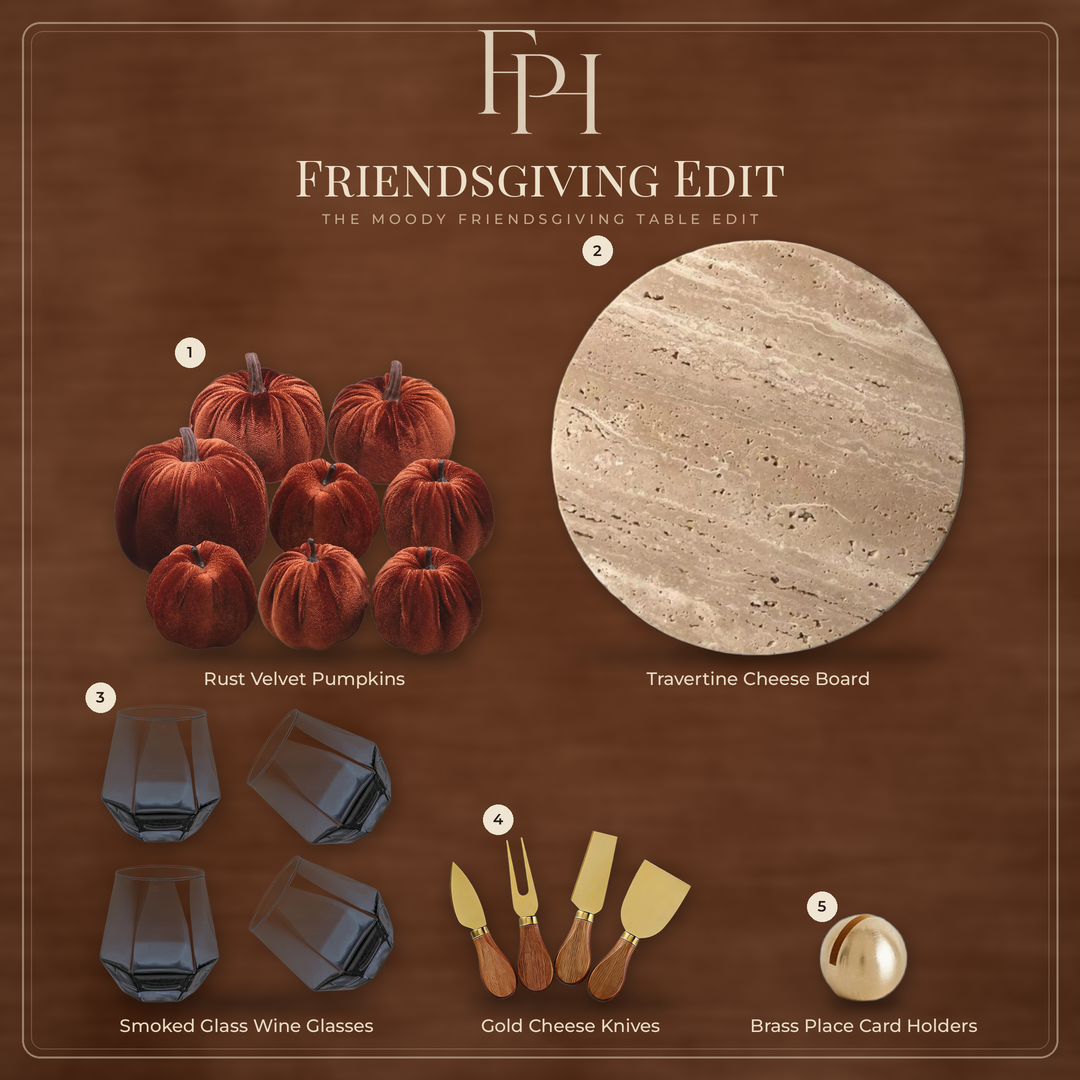 FPH
FRIENDSGIVING EDIT
THE MOODY FRIENDSGIVING TABLE EDIT
1
2
Rust Velvet Pumpkins
Travertine Cheese Board
3
4
5
Smoked Glass Wine Glasses
Gold Cheese Knives
Brass Place Card Holders